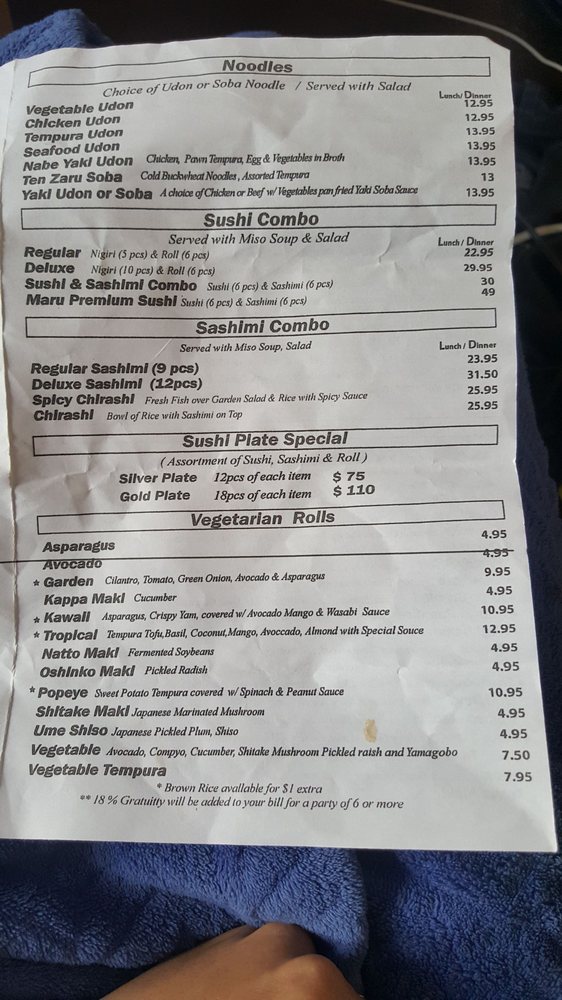 Noodles
Choice of Udon or Soba Noodle / Served with Salad
Lunch/ Dinner
Vegetable Udon 12.95
Chicken Udon 12.95
Tempura Udon 13.95
Seafood Udon 13.95
Nabe Yaki Udon Chicken, Pawn Tempura, Egg & Vegetables in Broth 13.95
Ten Zaru Soba Cold Buckwheat Noodles, Assorted Tempura 13
Yaki Udon or Soba A choice of Chicken or Beef w/ Vegetables pan fried Yaki Soba Sauce 13.95
Sushi Combo
Served with Miso Soup & Salad
Lunch / Dinner
Regular Nigiri (5 pcs) & Roll (6 pcs) 22.95
Deluxe Nigiri (10 pcs) & Roll (6 pcs) 29.95
Sushi & Sashimi Combo Sushi (6 pcs) & Sashimi (6 pcs) 30
Maru Premium Sushi Sushi (6 pcs) & Sashimi (6 pcs) 49
Sashimi Combo
Served with Miso Soup, Salad
Lunch / Dinner
Regular Sashimi (9 pcs) 23.95
Deluxe Sashimi (12pcs) 31.50
Spicy Chirashi Fresh Fish over Garden Salad & Rice with Spicy Sauce 25.95
Chirashi Bowl of Rice with Sashimi on Top 25.95
Sushi Plate Special
( Assortment of Sushi, Sashimi & Roll )
Silver Plate 12pcs of each item $ 75
Gold Plate 18pcs of each item $ 110
Vegetarian Rolls
Asparagus 4.95
Avocado 4.95
* Garden Cilantro, Tomato, Green Onion, Avocado & Asparagus 9.95
Kappa Maki Cucumber 4.95
* Kawaii Asparagus, Crispy Yam, covered w/ Avocado Mango & Wasabi Sauce 10.95
* Tropical Tempura Tofu,Basil, Coconut,Mango, Avoccado, Almond with Special Souce 12.95
Natto Maki Fermented Soybeans 4.95
Oshinko Maki Pickled Radish 4.95
* Popeye Sweet Potato Tempura covered w/ Spinach & Peanut Sauce 10.95
Shitake Maki Japanese Marinated Mushroom 4.95
Ume Shiso Japanese Pickled Plum, Shiso 4.95
Vegetable Avocado, Compyo, Cucumber, Shitake Mushroom Pickled raish and Yamagobo 7.50
Vegetable Tempura 7.95
* Brown Rice available for $1 extra
** 18 % Gratuitty will be added to your bill for a party of 6 or more